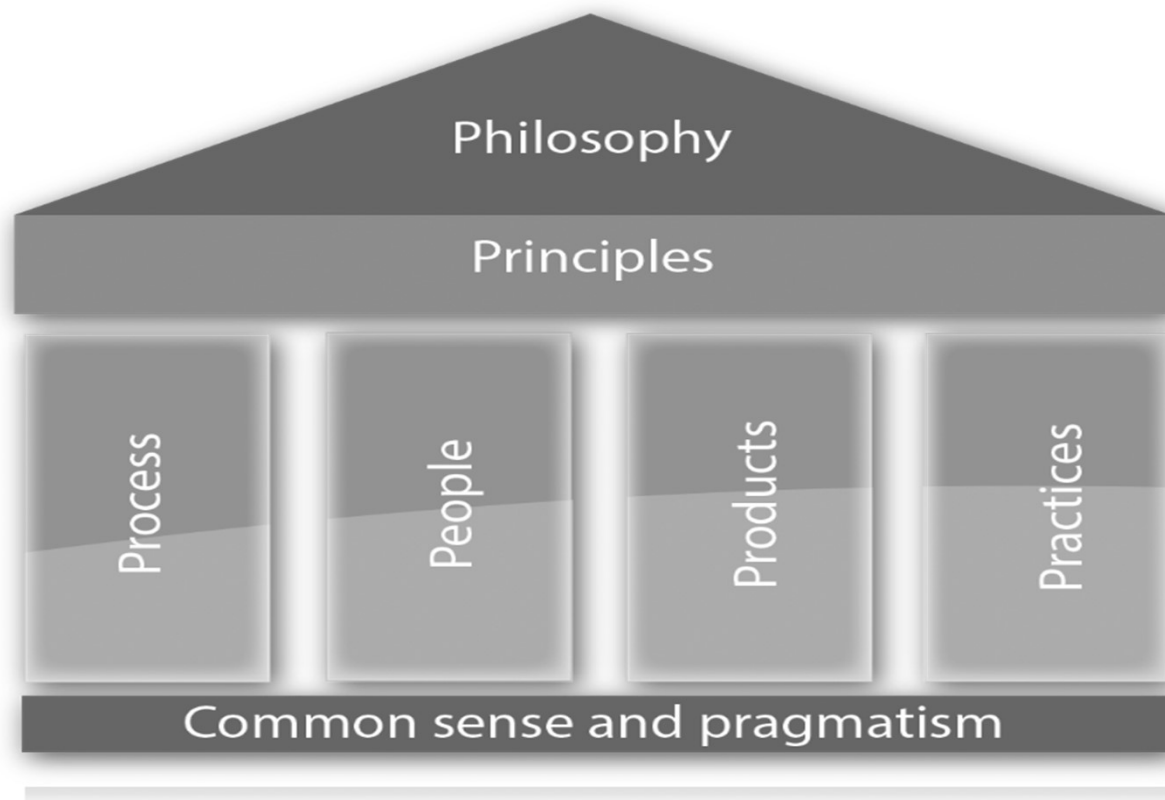 Philosophy
Principles
Process
People
Products
Practices
Common sense and pragmatism